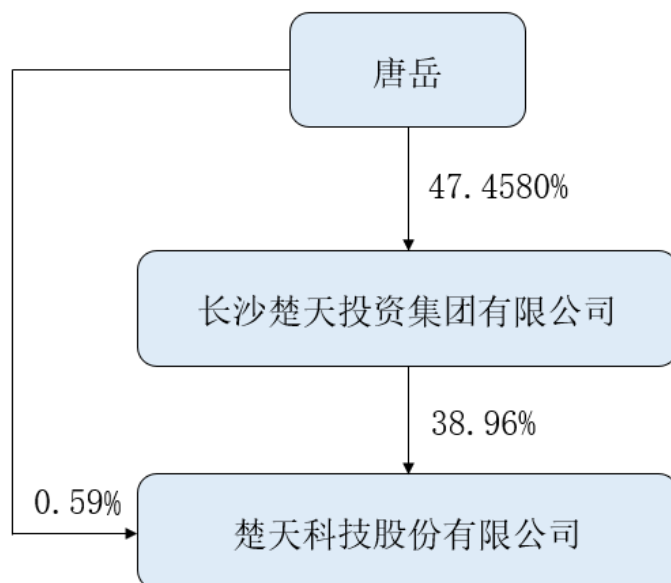 唐岳
47.4580%
长沙楚天投资集团有限公司
38.96%
0.59%
楚天科技股份有限公司